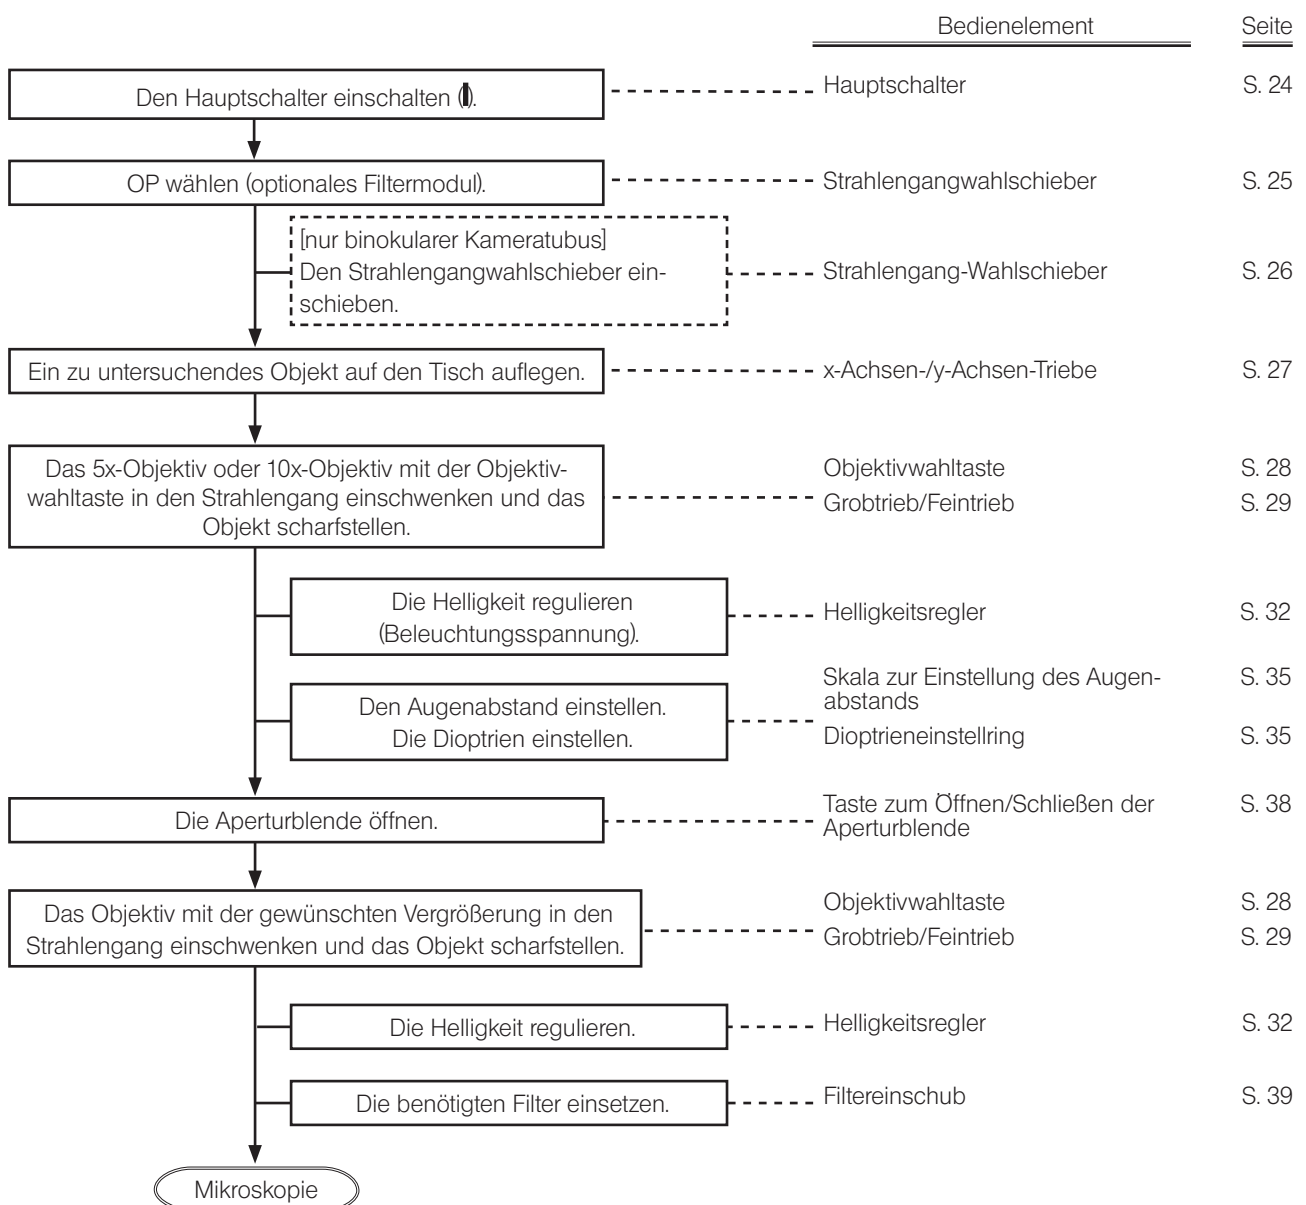 Bedienelement Seite
Den Hauptschalter einschalten (I). Hauptschalter S. 24
OP wählen (optionales Filtermodul). Strahlengangwahlschieber S. 25
[nur binokularer Kameratubus]
Den Strahlengangwahlschieber ein-
schieben.
Strahlengang-Wahlschieber S. 26
Ein zu untersuchendes Objekt auf den Tisch auflegen. x-Achsen-/y-Achsen-Triebe S. 27
Das 5x-Objektiv oder 10x-Objektiv mit der Objektiv-
wahltaste in den Strahlengang einschwenken und das
Objekt scharfstellen.
Objektivwahltaste S. 28
Grobtrieb/Feintrieb S. 29
Die Helligkeit regulieren
(Beleuchtungsspannung).
Helligkeitsregler S. 32
Den Augenabstand einstellen.
Die Dioptrien einstellen.
Skala zur Einstellung des Augen- S. 35
abstands
Dioptrieneinstellring S. 35
Die Aperturblende öffnen.
Taste zum Öffnen/Schließen der S. 38
Aperturblende
Das Objektiv mit der gewünschten Vergrößerung in den
Strahlengang einschwenken und das Objekt scharfstellen.
Objektivwahltaste S. 28
Grobtrieb/Feintrieb S. 29
Die Helligkeit regulieren. Helligkeitsregler S. 32
Die benötigten Filter einsetzen. Filtereinschub S. 39
Mikroskopie